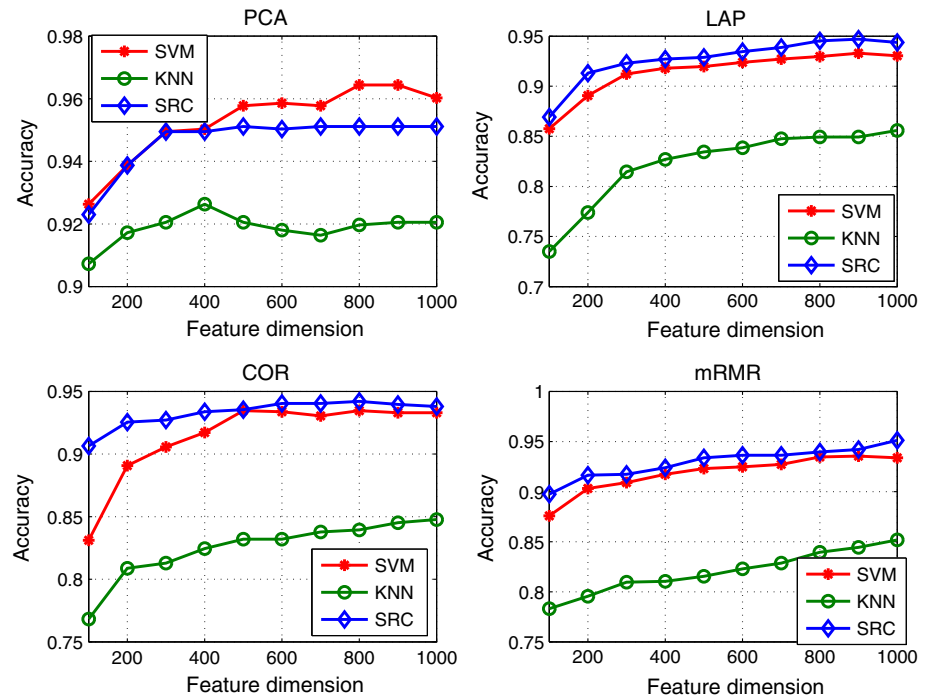 PCA
0.98
0.96
0.94
0.92
0.9
Accuracy
SVM
KNN
SRC
200 400 600 800 1000
Feature dimension
LAP
0.95
0.9
0.85
0.8
0.75
0.7
Accuracy
SVM
KNN
SRC
200 400 600 800 1000
Feature dimension
COR
0.95
0.9
0.85
0.8
0.75
Accuracy
SVM
KNN
SRC
200 400 600 800 1000
Feature dimension
mRMR
1
0.95
0.9
0.85
0.8
0.75
Accuracy
SVM
KNN
SRC
200 400 600 800 1000
Feature dimension